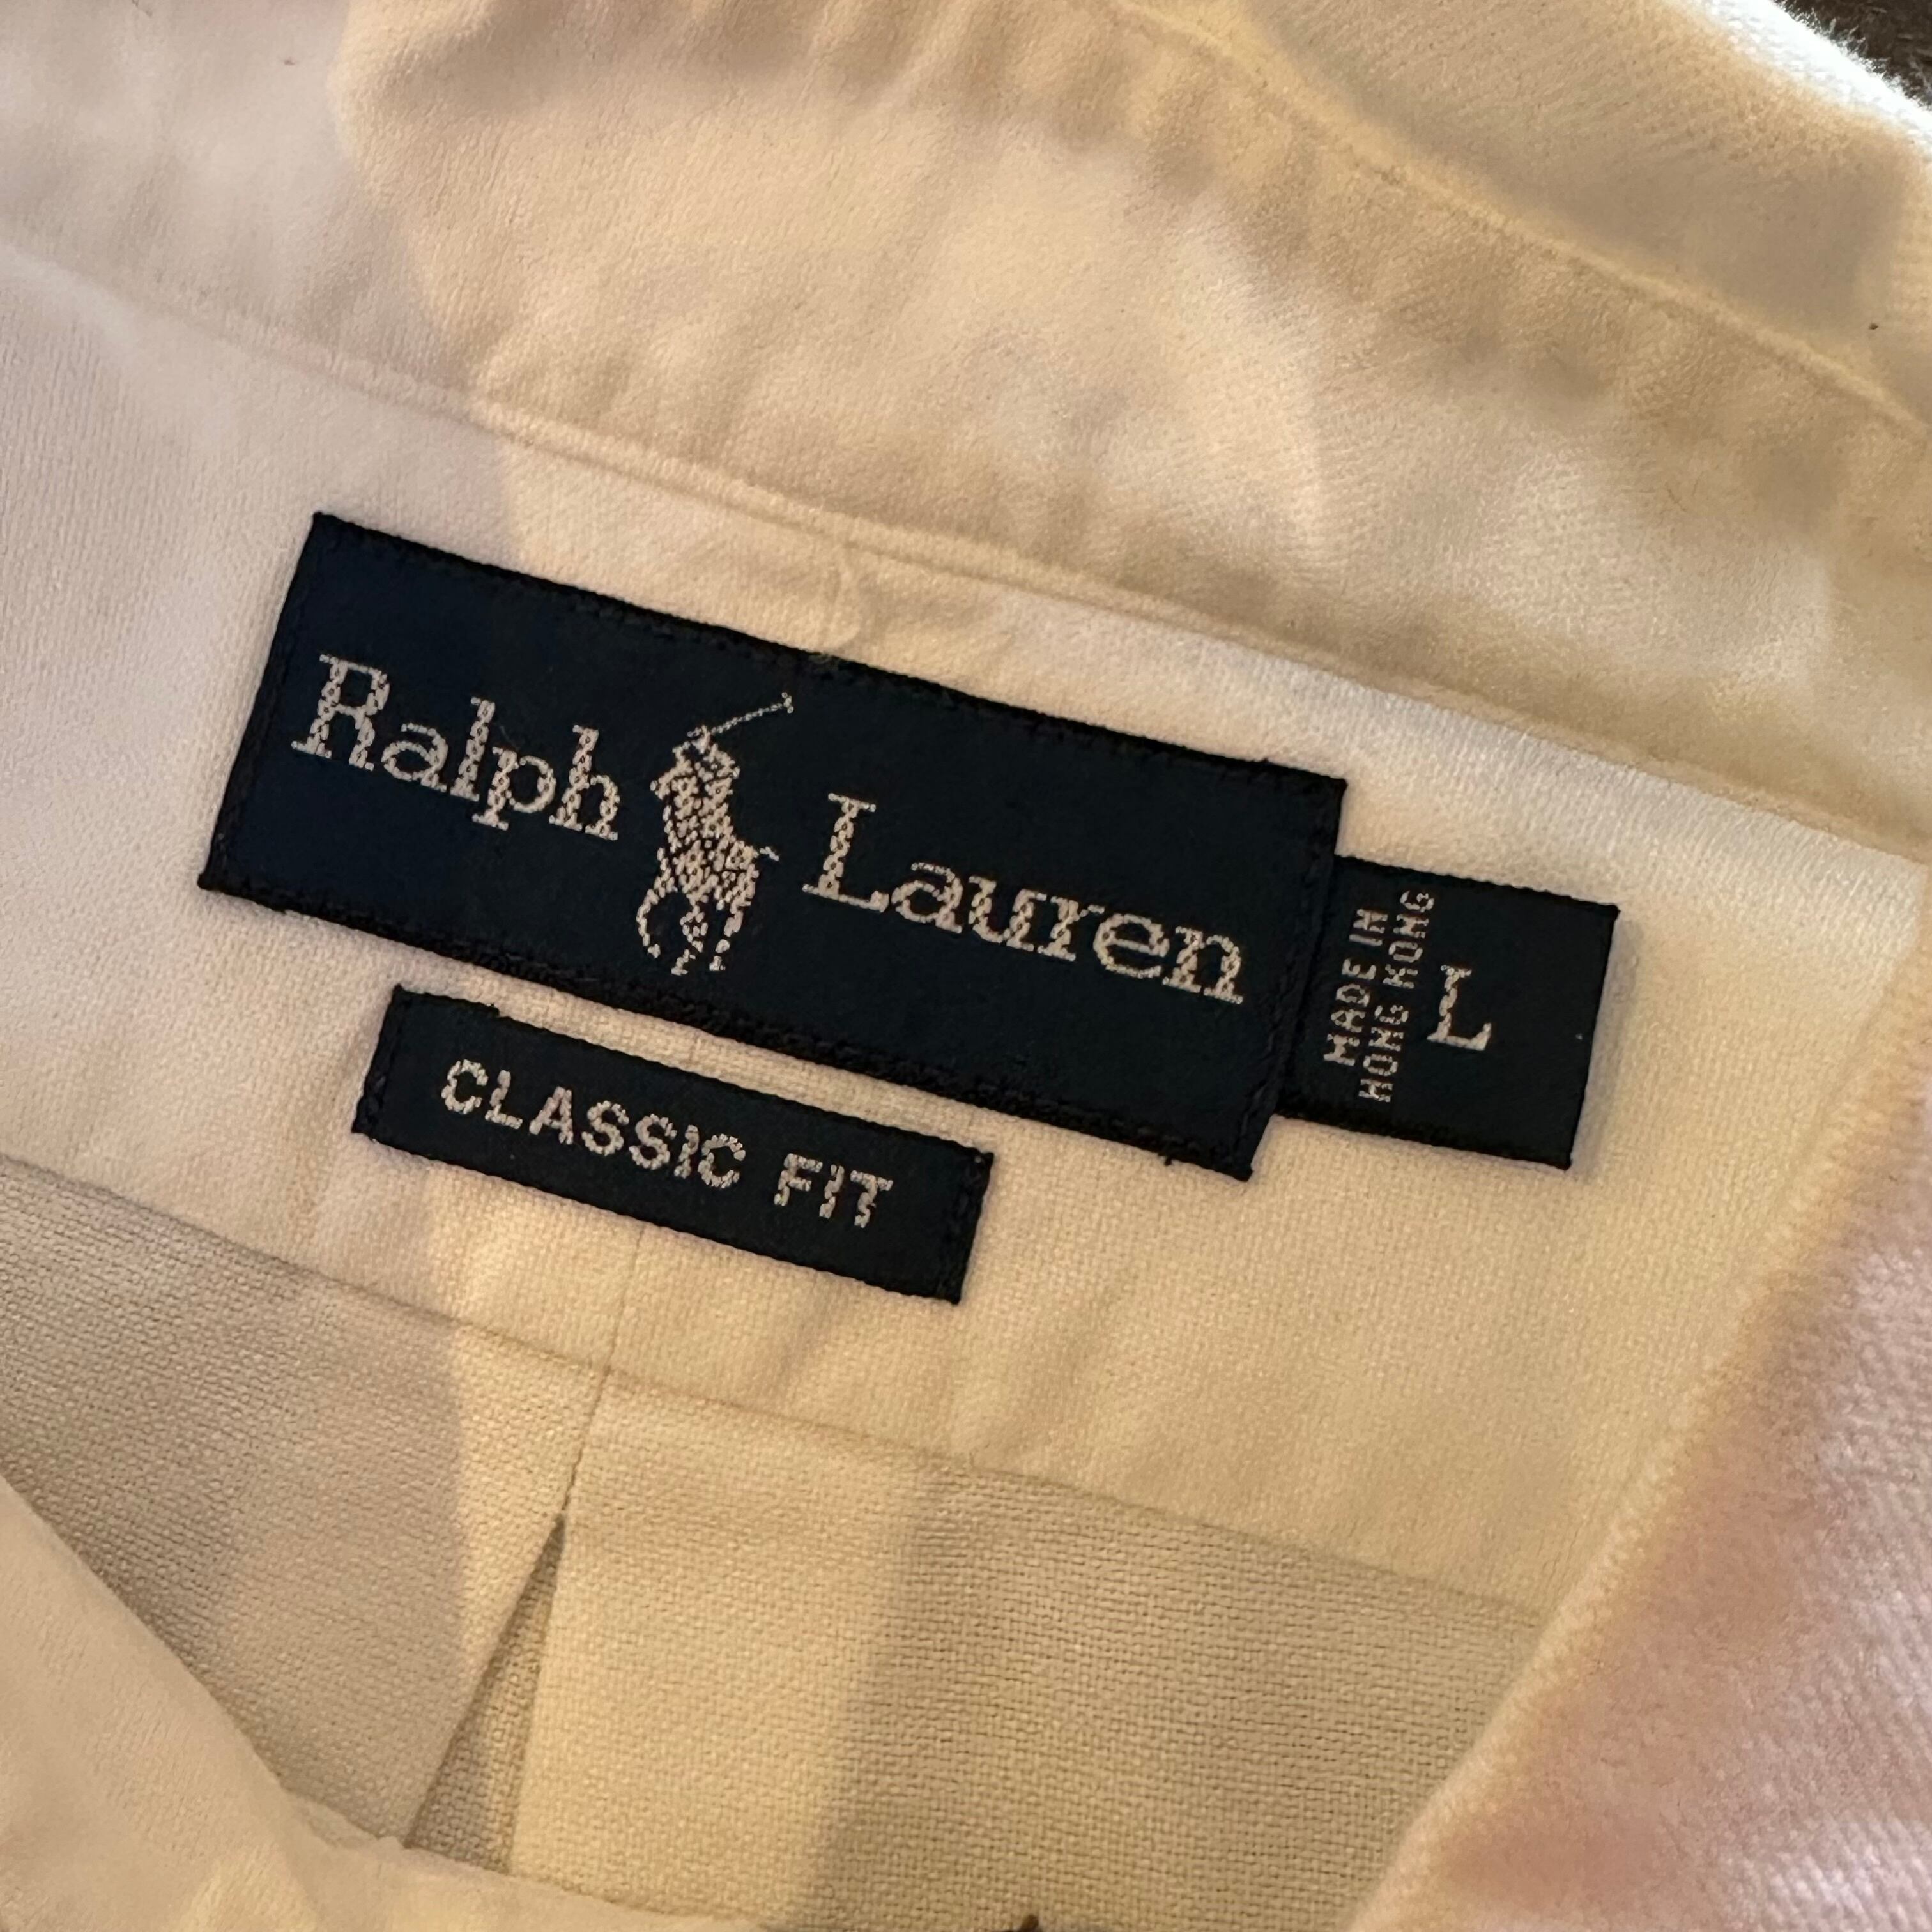 Ralph Lauren
MADE IN
HONG KONG
L
CLASSIC FIT